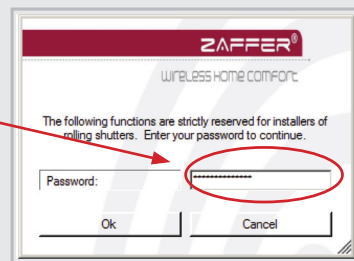 ZAFFER®
WIRELESS HOME COMFORT
The following functions are strictly reserved for installers of
rolling shutters. Enter your password to continue.
Password: **************
Ok Cancel